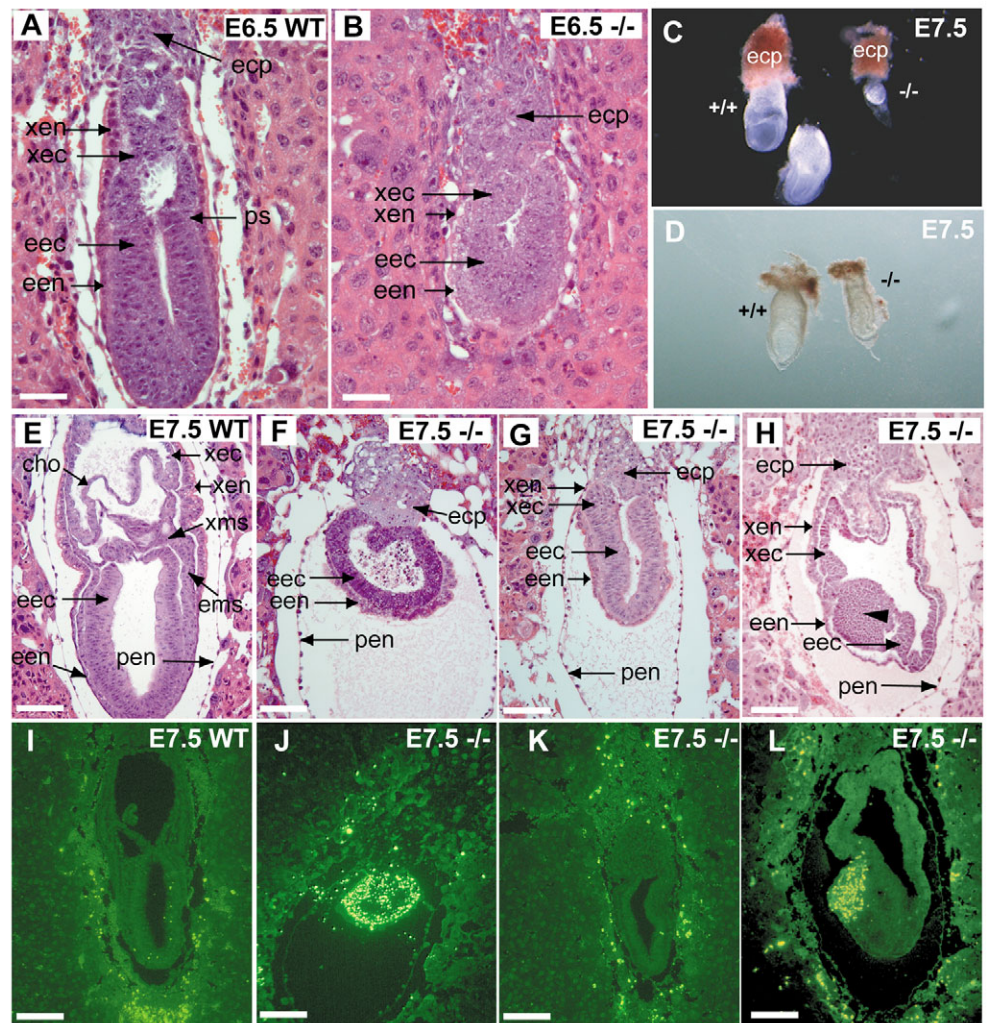 A
E6.5 WT
ecp
xen
xec
ps
eec
een
B
E6.5 -/-
ecp
xec
xen
eec
een
C
E7.5
ecp
ecp
+/+
-/-
D
E7.5
+/+
-/-
E
E7.5 WT
cho
xec
xen
xms
eec
ems
een
pen
F
E7.5 -/-
ecp
eec
een
pen
G
E7.5 -/-
ecp
xen
xec
eec
een
pen
H
E7.5 -/-
ecp
xen
xec
een
eec
pen
I
E7.5 WT
J
E7.5 -/-
K
E7.5 -/-
L
E7.5 -/-